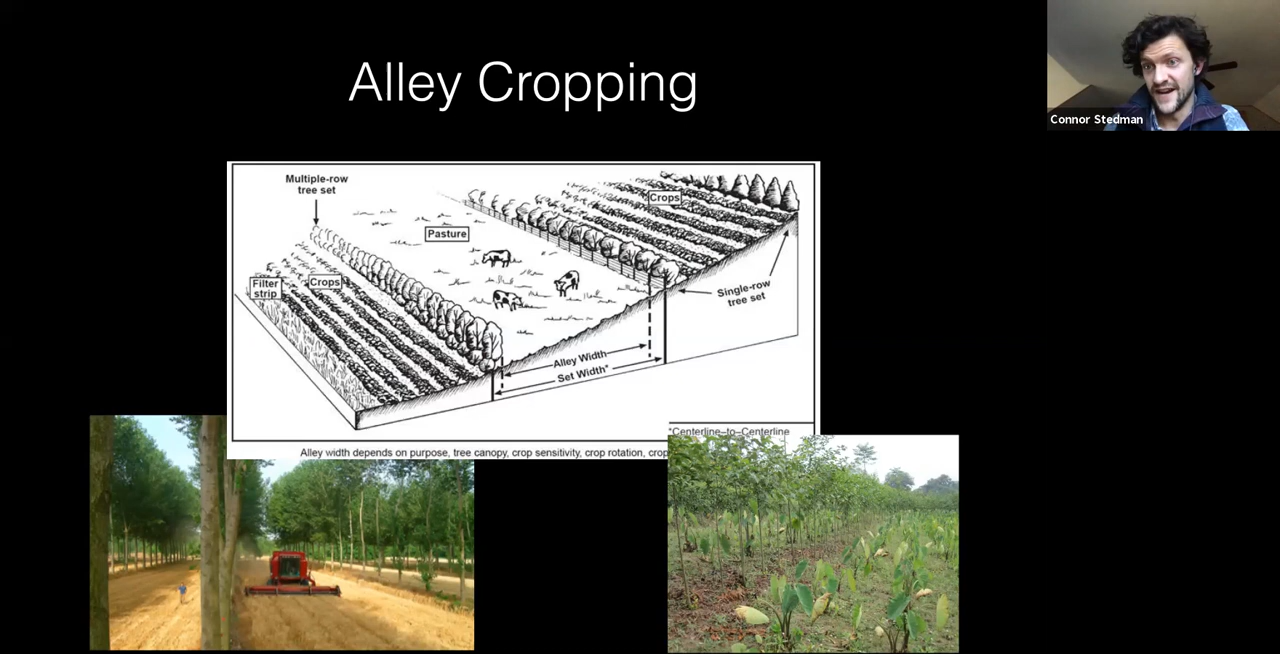 Alley Cropping
Connor Stedman
Multiple-row
tree set
Crops
Pasture
Filter
strip
Crops
Single-row
tree set
Alley Width
Set Width*
*Centerline–to–Centerline
Alley width depends on purpose, tree canopy, crop sensitivity, crop rotation, crop